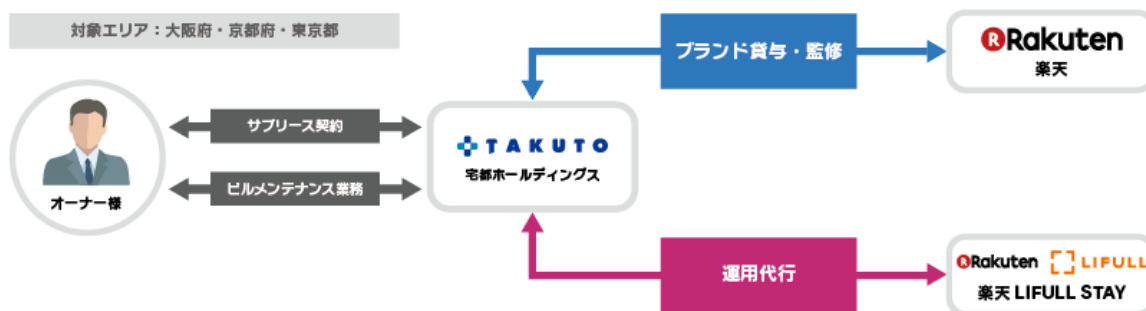 対象エリア：大阪府・京都府・東京都
オーナー様
サブリース契約
ビルメンテナンス業務
TAKUTO
宅都ホールディングス
ブランド貸与・監修
Rakuten
楽天
運用代行
Rakuten LIFULL
楽天 LIFULL STAY